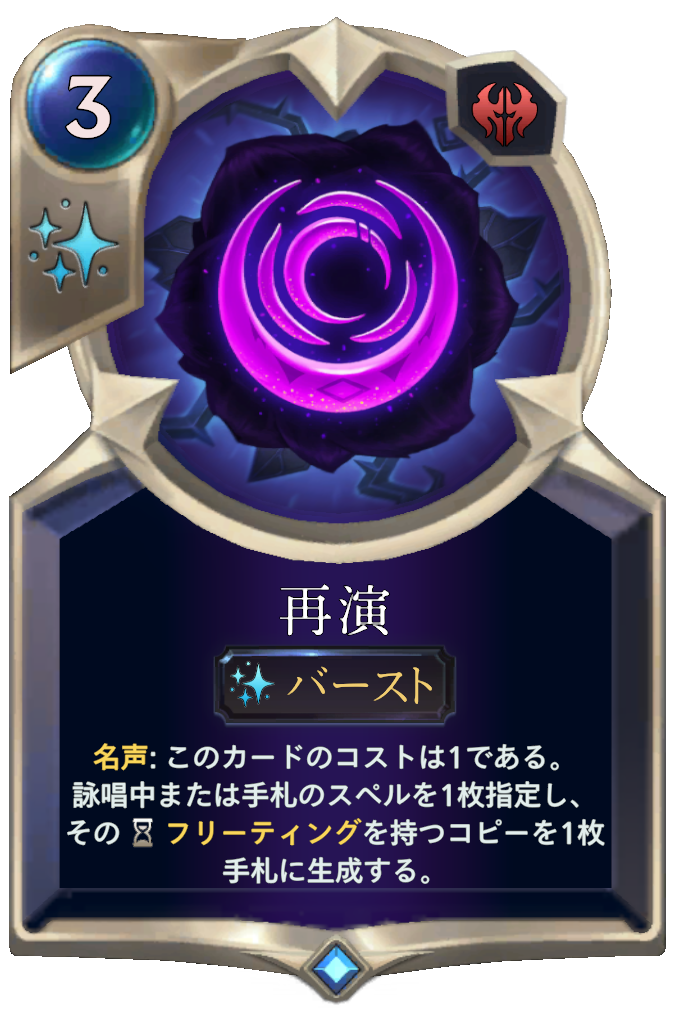 3
再演
バースト
名声: このカードのコストは1である。
詠唱中または手札のスペルを1枚指定し、
その フリーティングを持つコピーを1枚
手札に生成する。